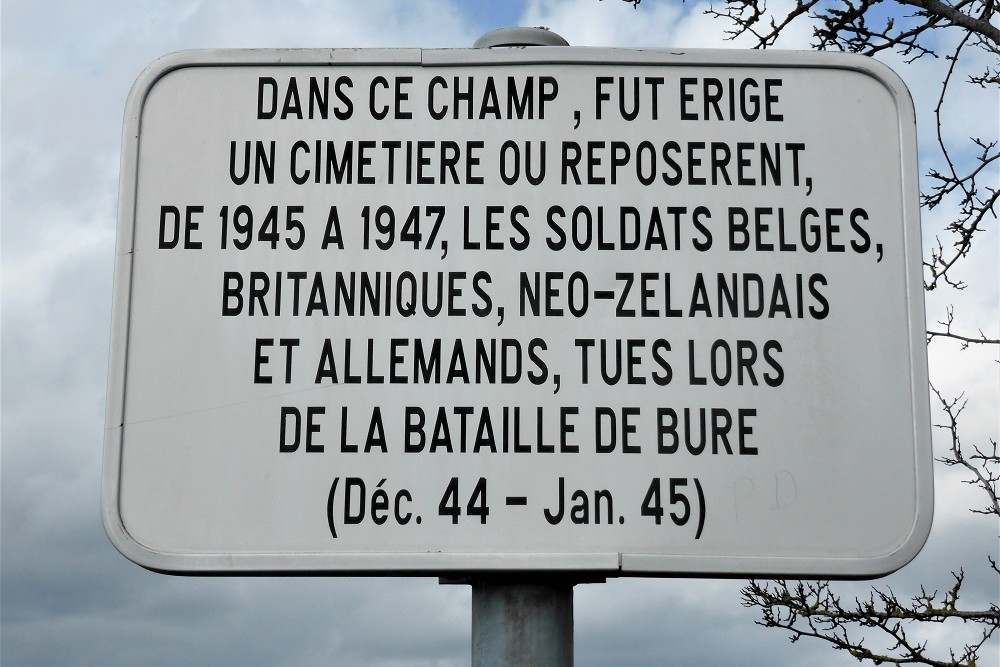 DANS CE CHAMP , FUT ERIGE
UN CIMETIERE OU REPOSERENT,
DE 1945 A 1947, LES SOLDATS BELGES,
BRITANNIQUES, NEO-ZELANDAIS
ET ALLEMANDS, TUES LORS
DE LA BATAILLE DE BURE
(Déc. 44 - Jan. 45)